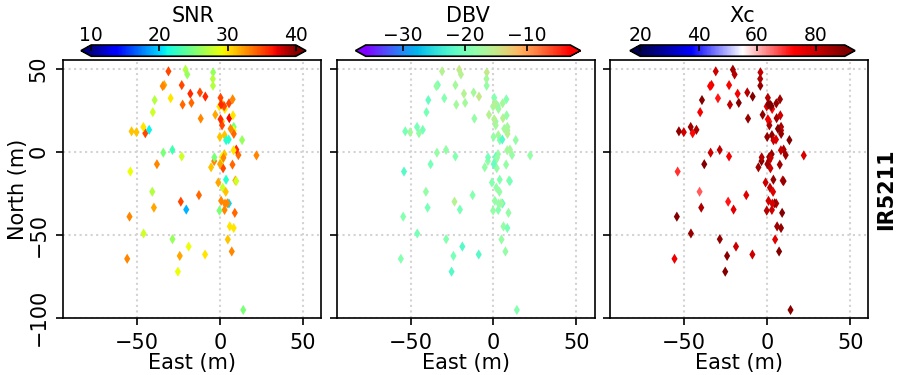 SNR DBV Xc
10 20 30 40 −30 −20 −10 20 40 60 80
50
0
−50
−100
North (m)
−50 0 50 −50 0 50 −50 0 50
East (m) East (m) East (m)
IR5211